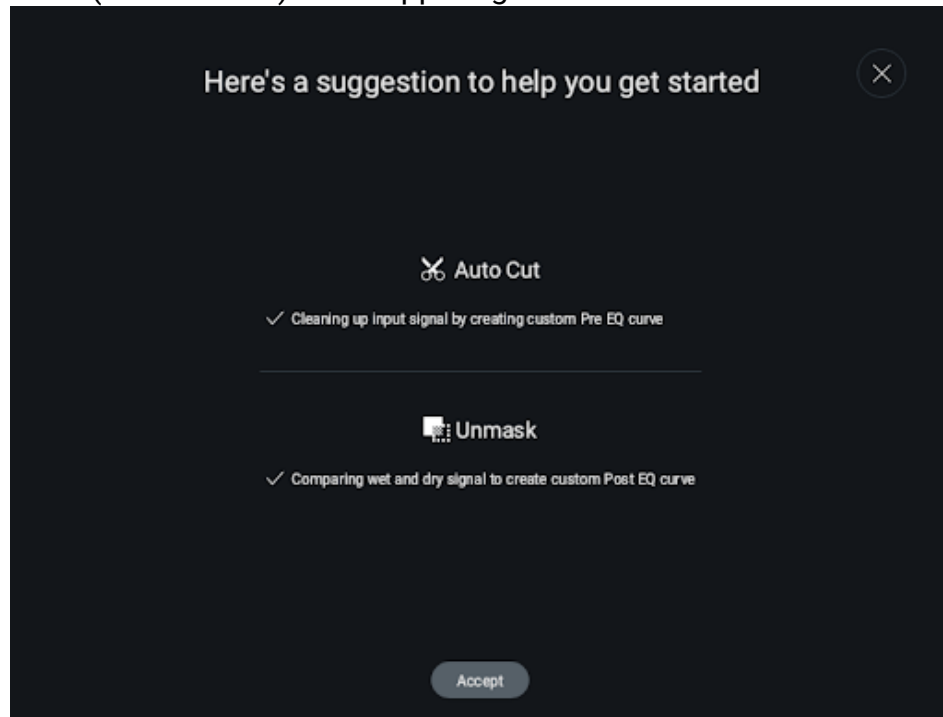 Here's a suggestion to help you get started
Auto Cut
Cleaning up input signal by creating custom Pre EQ curve
Unmask
Comparing wet and dry signal to create custom Post EQ curve
Accept